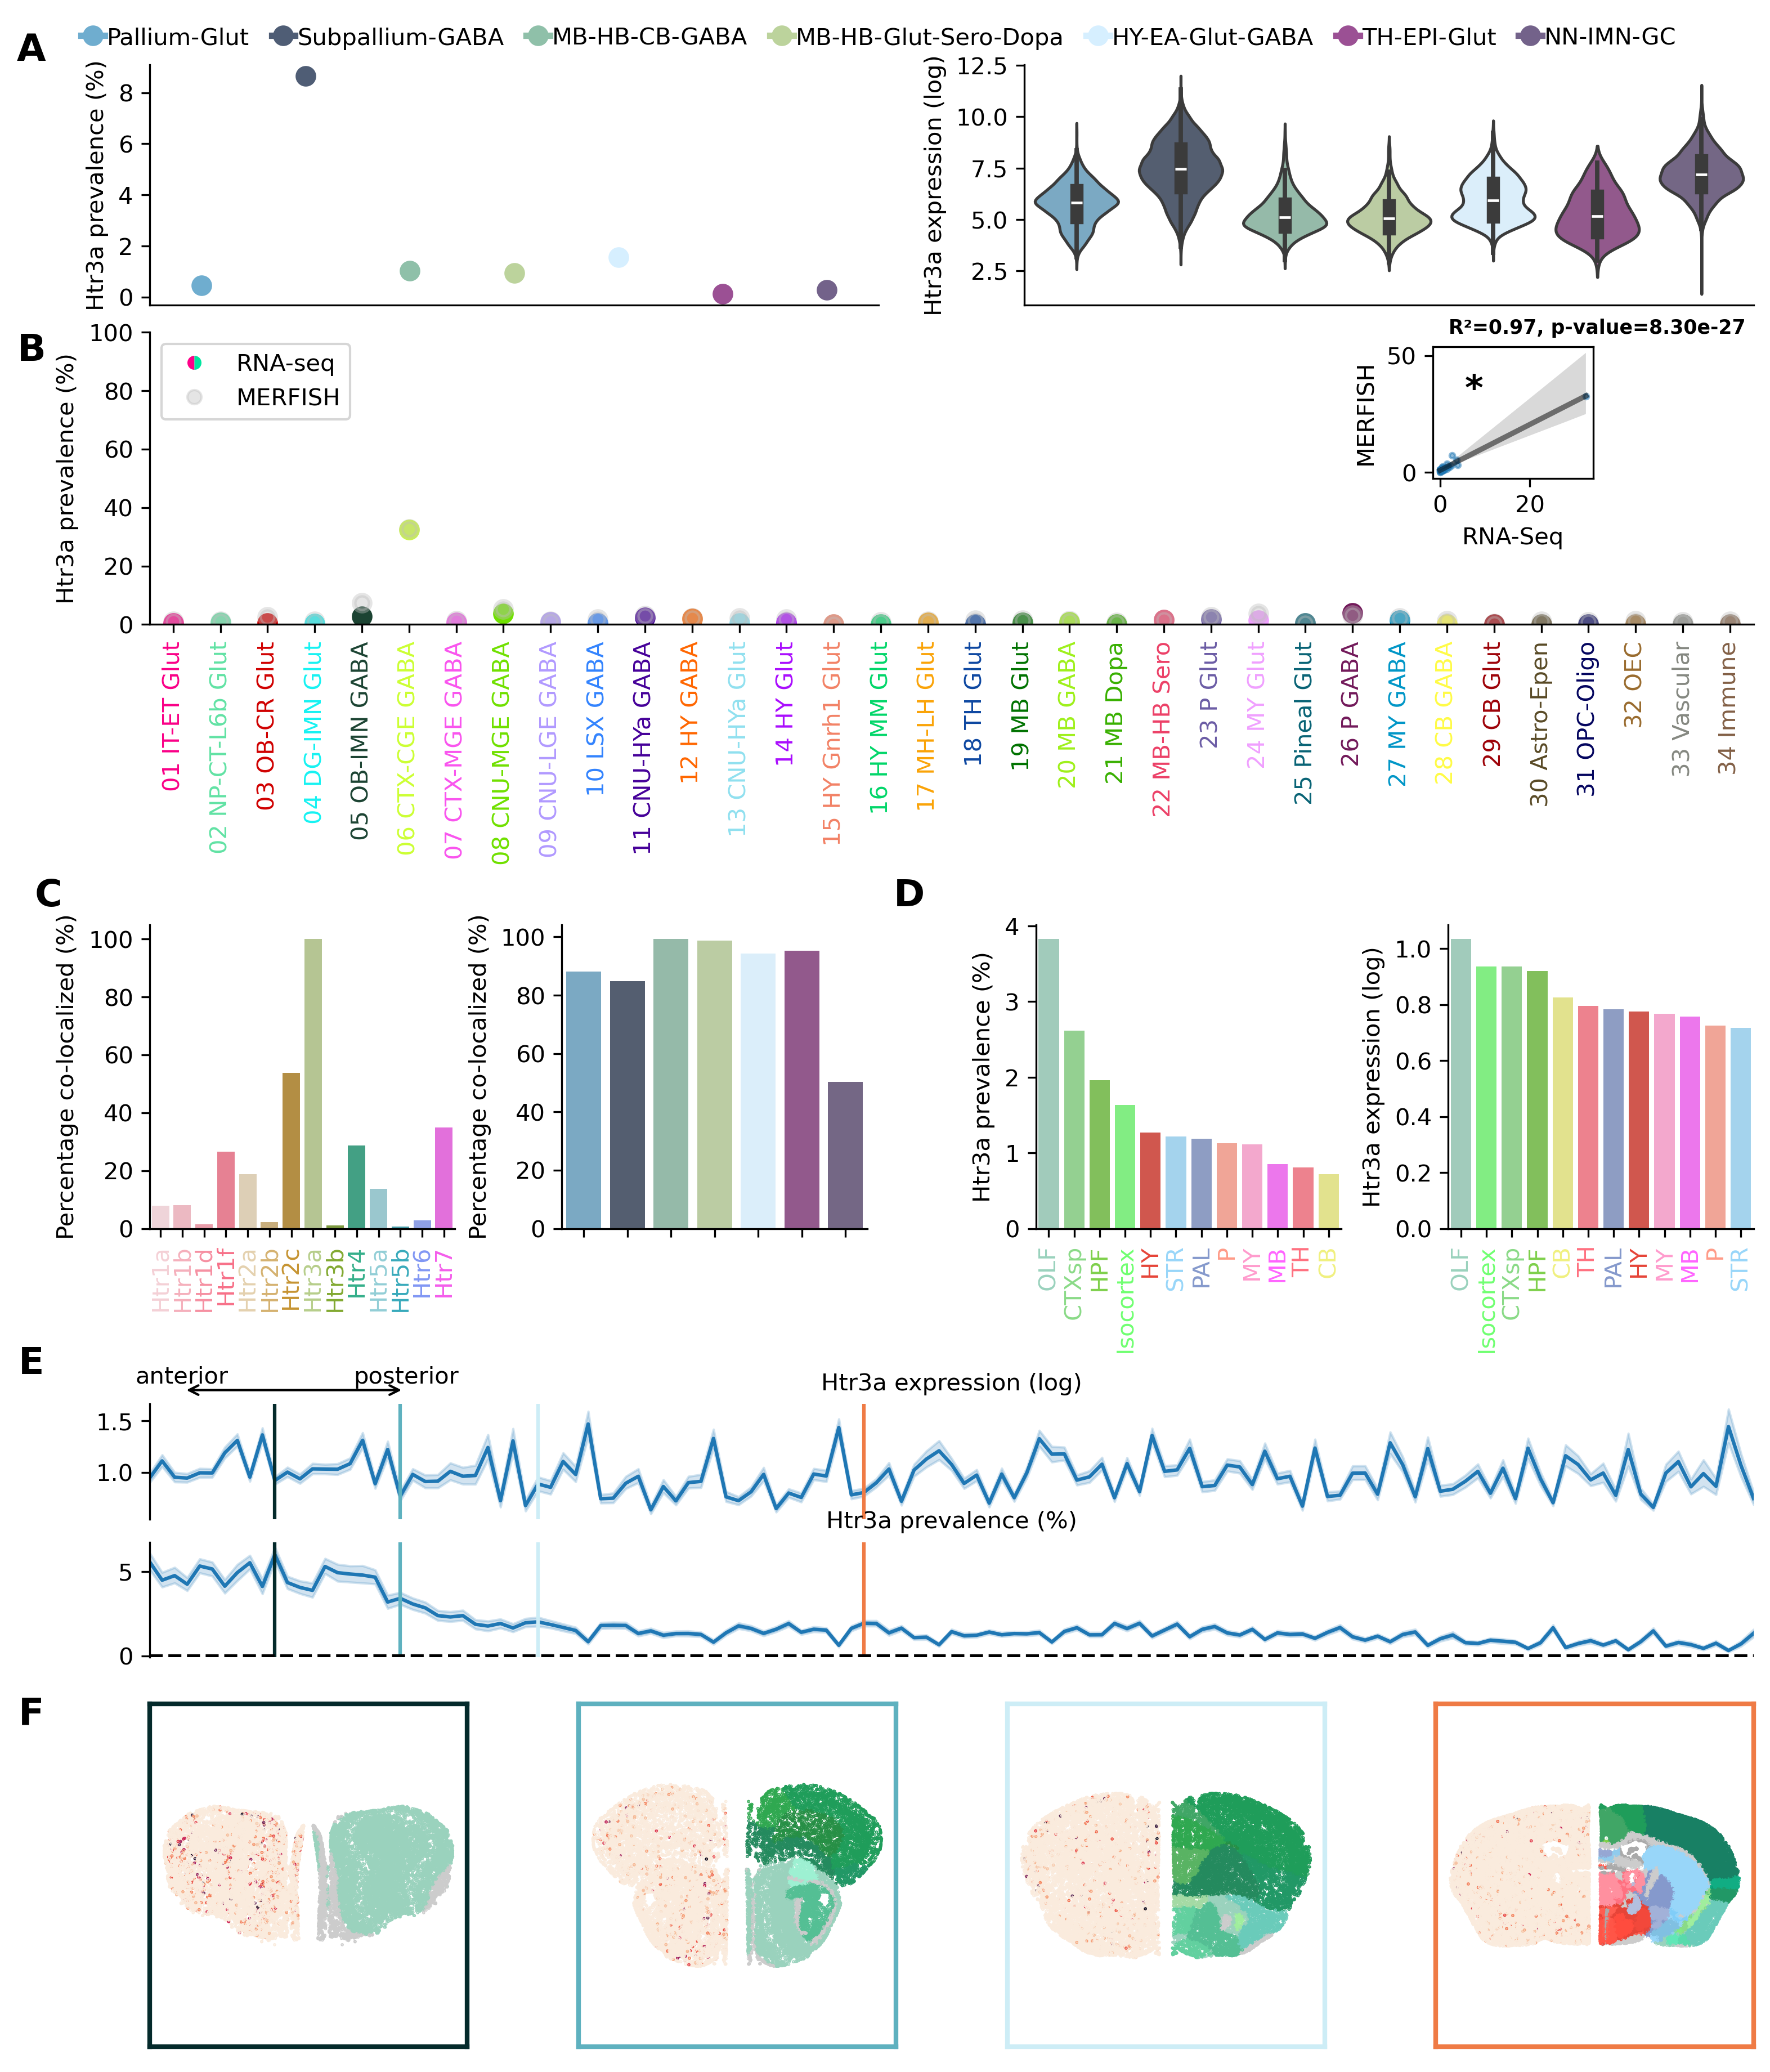 A
Pallium-Glut Subpallium-GABA MB-HB-CB-GABA MB-HB-Glut-Sero-Dopa HY-EA-Glut-GABA TH-EPI-Glut NN-IMN-GC
Htr3a prevalence (%)
8
6
4
2
0
Htr3a expression (log)
12.5
10.0
7.5
5.0
2.5
B
Htr3a prevalence (%)
100
80
60
40
20
0
RNA-seq
MERFISH
R²=0.97, p-value=8.30e-27
MERFISH
50
0
*
0 20
RNA-Seq
01 IT-ET Glut
02 NP-CT-L6b Glut
03 OB-CR Glut
04 DG-IMN Glut
05 OB-IMN GABA
06 CTX-CGE GABA
07 CTX-MGE GABA
08 CNU-MGE GABA
09 CNU-LGE GABA
10 LSX GABA
11 CNU-HYa GABA
12 HY GABA
13 CNU-HYa Glut
14 HY Glut
15 HY Gnrh1 Glut
16 HY MM Glut
17 MH-LH Glut
18 TH Glut
19 MB Glut
20 MB GABA
21 MB Dopa
22 MB-HB Sero
23 P Glut
24 MY Glut
25 Pineal Glut
26 P GABA
27 MY GABA
28 CB GABA
29 CB Glut
30 Astro-Epen
31 OPC-Oligo
32 OEC
33 Vascular
34 Immune
C
Percentage co-localized (%)
100
80
60
40
20
0
Htr1a
Htr1b
Htr1d
Htr1f
Htr2a
Htr2b
Htr2c
Htr3a
Htr3b
Htr4
Htr5a
Htr5b
Htr6
Htr7
Percentage co-localized (%)
100
80
60
40
20
0
D
Htr3a prevalence (%)
4
3
2
1
0
OLF
CTXsp
HPF
Isocortex
HY
STR
PAL
P
MY
MB
TH
CB
Htr3a expression (log)
1.0
0.8
0.6
0.4
0.2
0.0
OLF
Isocortex
CTXsp
HPF
CB
TH
PAL
HY
MY
MB
P
STR
E
anterior posterior
Htr3a expression (log)
1.5
1.0
Htr3a prevalence (%)
5
0
F